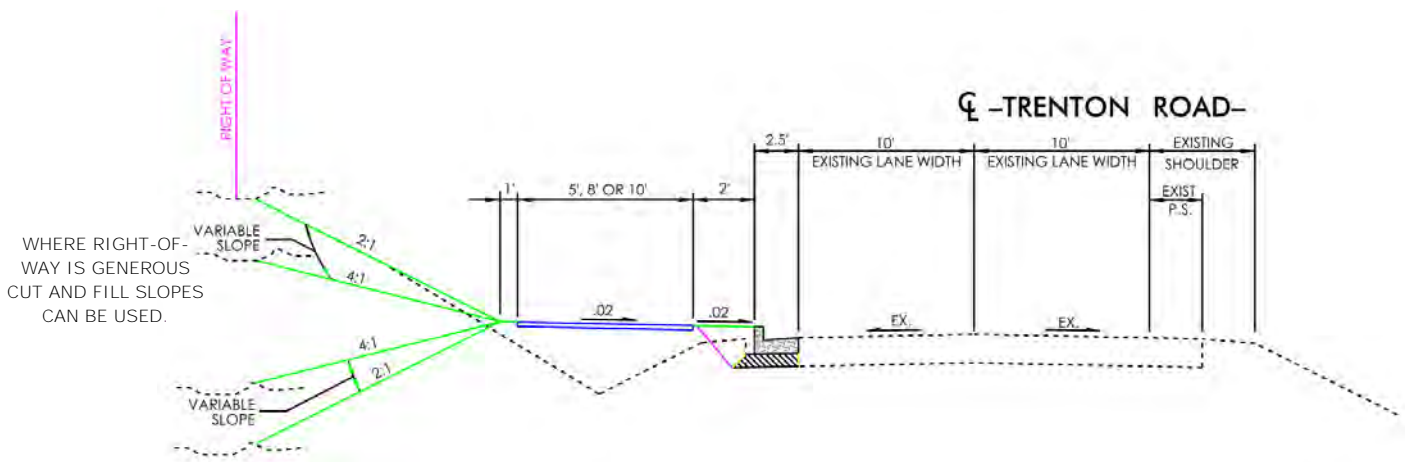 RIGHT OF WAY
℄ –TRENTON ROAD–
2.5'
10'
EXISTING LANE WIDTH
10'
EXISTING LANE WIDTH
EXISTING
SHOULDER
EXIST
P.S.
1'
5', 8' OR 10'
2'
VARIABLE
SLOPE
2:1
4:1
WHERE RIGHT-OF-
WAY IS GENEROUS
CUT AND FILL SLOPES
CAN BE USED.
.02
.02
EX.
EX.
4:1
2:1
VARIABLE
SLOPE